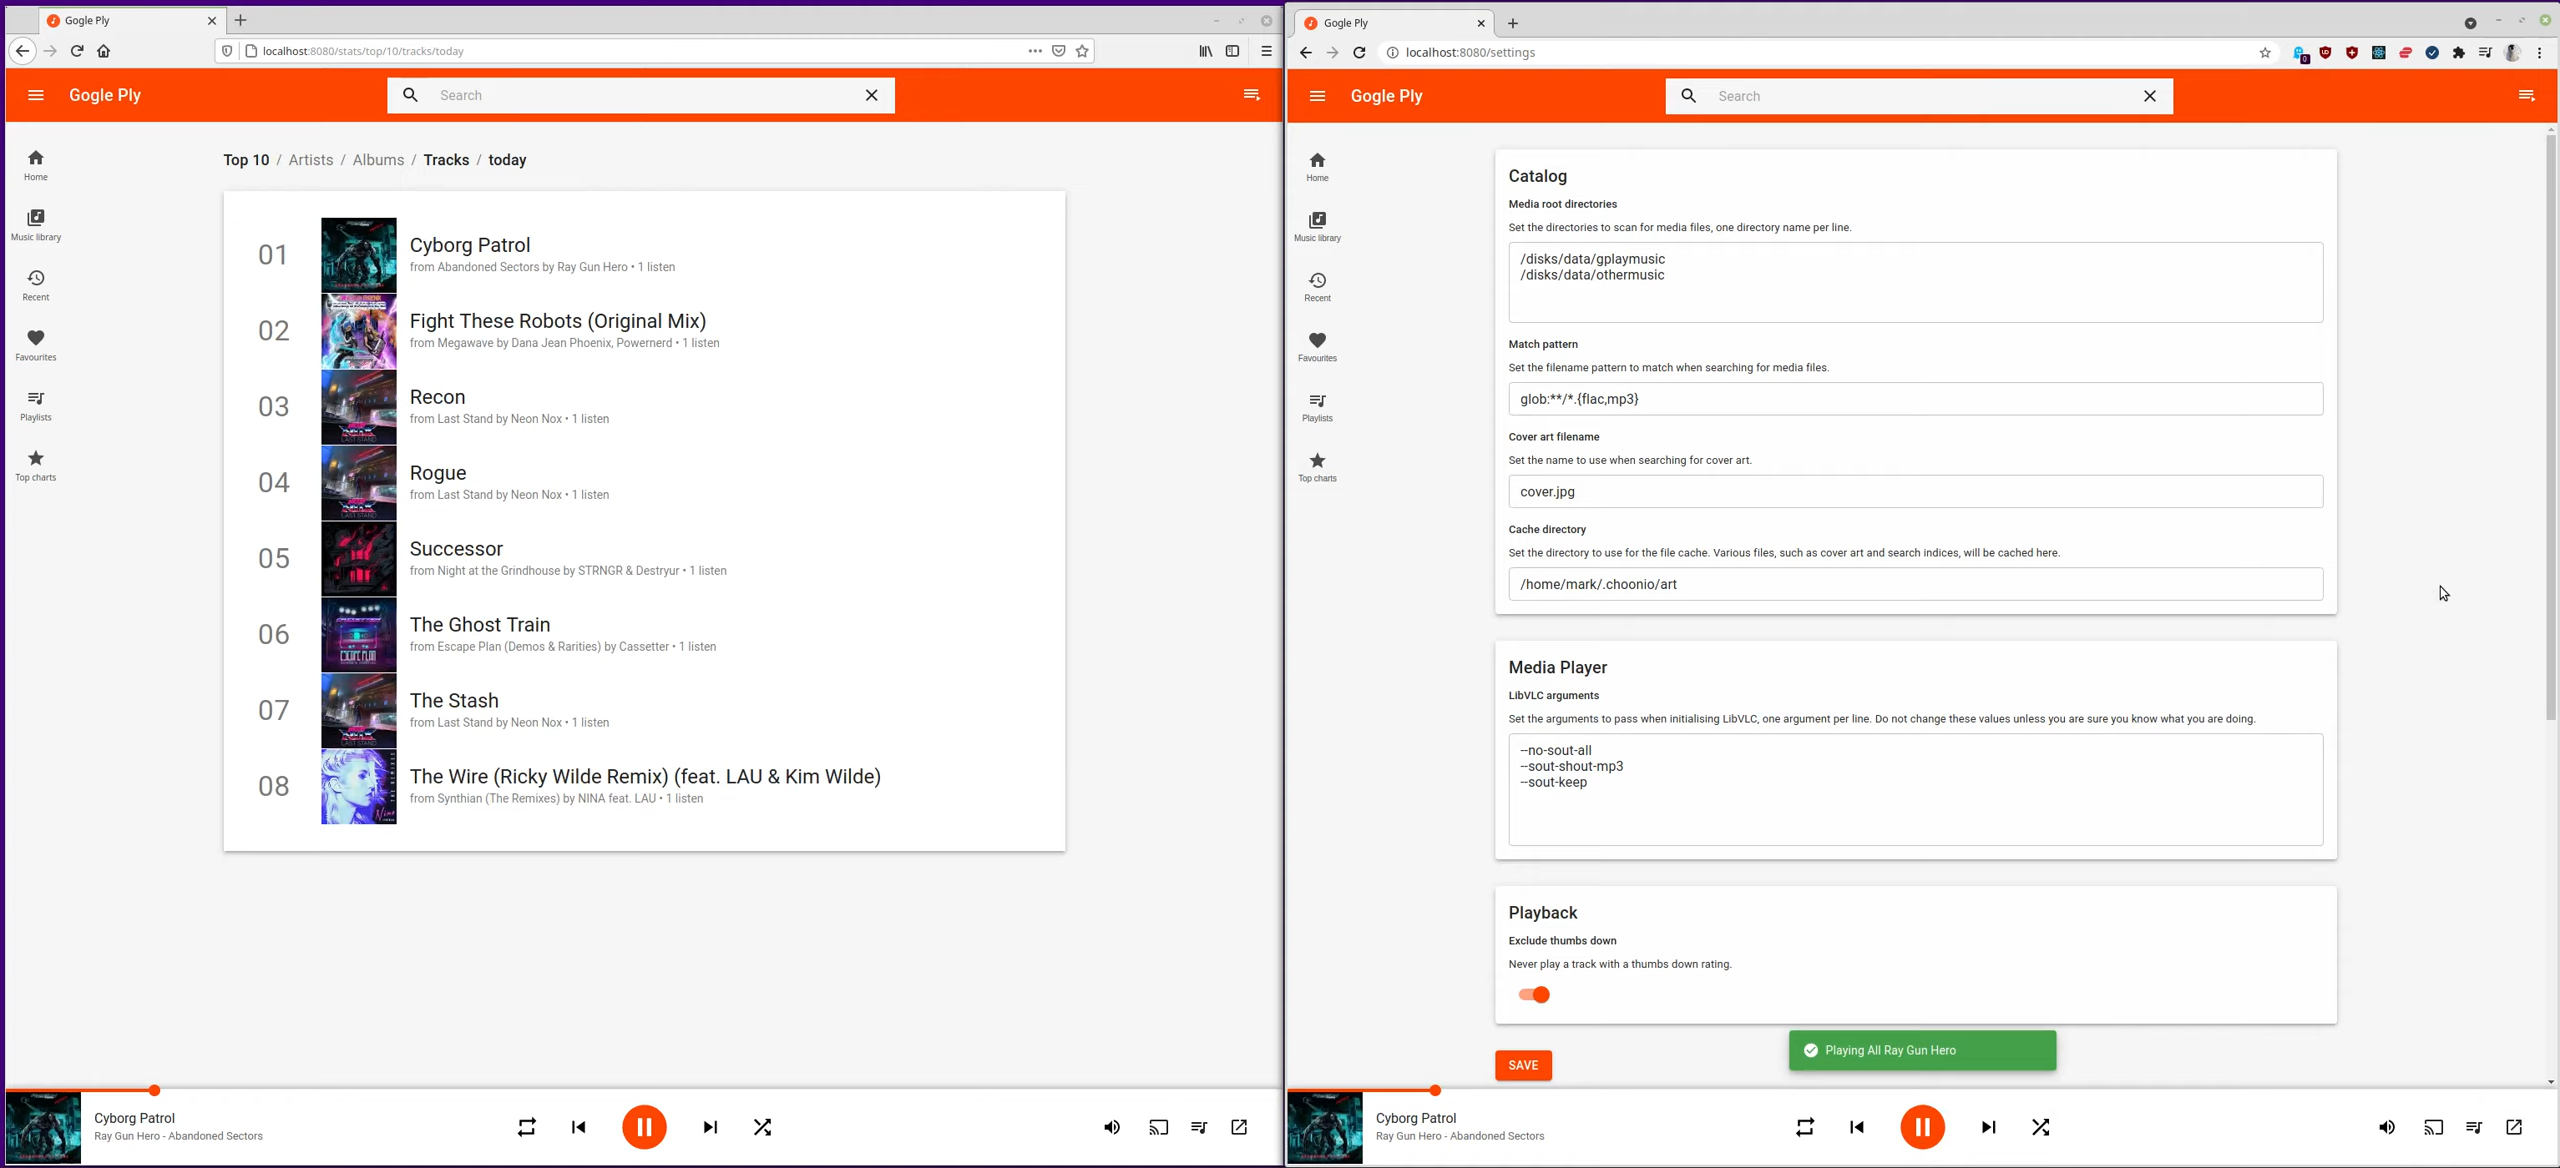 Gogle Ply
localhost:8080/stats/top/10/tracks/today
Gogle Ply
Search
Home
Music library
Recent
Favourites
Playlists
Top charts
Top 10 / Artists / Albums / Tracks / today
01
Cyborg Patrol
from Abandoned Sectors by Ray Gun Hero • 1 listen
02
Fight These Robots (Original Mix)
from Megawave by Dana Jean Phoenix, Powernerd • 1 listen
03
Recon
from Last Stand by Neon Nox • 1 listen
04
Rogue
from Last Stand by Neon Nox • 1 listen
05
Successor
from Night at the Grindhouse by STRNGR & Destryur • 1 listen
06
The Ghost Train
from Escape Plan (Demos & Rarities) by Cassetter • 1 listen
07
The Stash
from Last Stand by Neon Nox • 1 listen
08
The Wire (Ricky Wilde Remix) (feat. LAU & Kim Wilde)
from Synthian (The Remixes) by NINA feat. LAU • 1 listen
Cyborg Patrol
Ray Gun Hero - Abandoned Sectors
Gogle Ply
localhost:8080/settings
Gogle Ply
Search
Home
Music library
Recent
Favourites
Playlists
Top charts
Catalog
Media root directories
Set the directories to scan for media files, one directory name per line.
/disks/data/gplaymusic
/disks/data/othermusic
Match pattern
Set the filename pattern to match when searching for media files.
glob:**/*.{flac,mp3}
Cover art filename
Set the name to use when searching for cover art.
cover.jpg
Cache directory
Set the directory to use for the file cache. Various files, such as cover art and search indices, will be cached here.
/home/mark/.choonio/art
Media Player
LibVLC arguments
Set the arguments to pass when initialising LibVLC, one argument per line. Do not change these values unless you are sure you know what you are doing.
--no-sout-all
--sout-shout-mp3
--sout-keep
Playback
Exclude thumbs down
Never play a track with a thumbs down rating.
Playing All Ray Gun Hero
SAVE
Cyborg Patrol
Ray Gun Hero - Abandoned Sectors